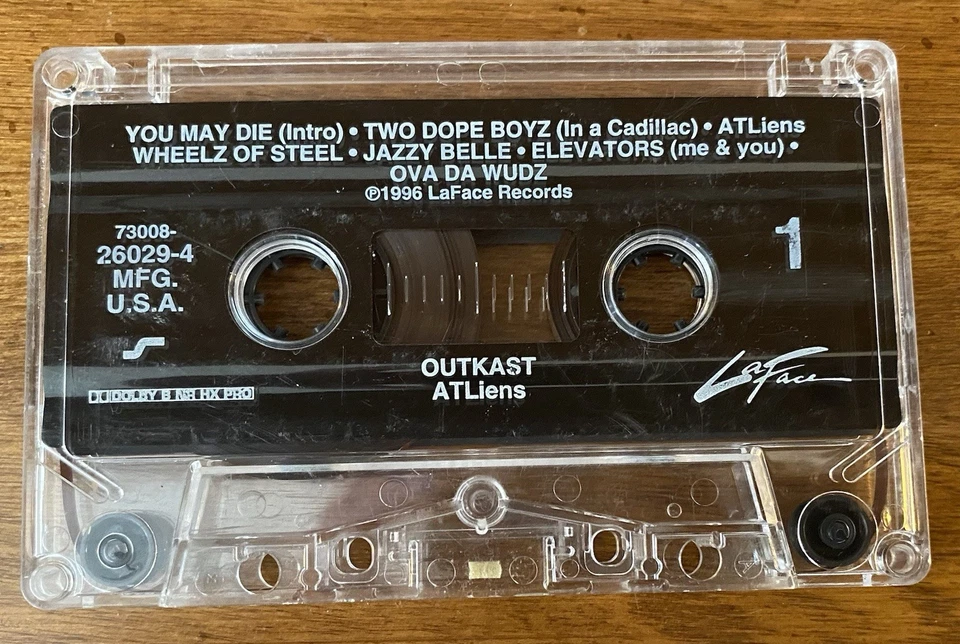 YOU MAY DIE (Intro) • TWO DOPE BOYZ (In a Cadillac) • ATLiens
WHEELZ OF STEEL • JAZZY BELLE • ELEVATORS (me & you) •
OVA DA WUDZ
℗1996 LaFace Records
73008-
26029-4
MFG.
U.S.A.
1
DOLBY B NR HX PRO
OUTKAST
ATLiens
LaFace